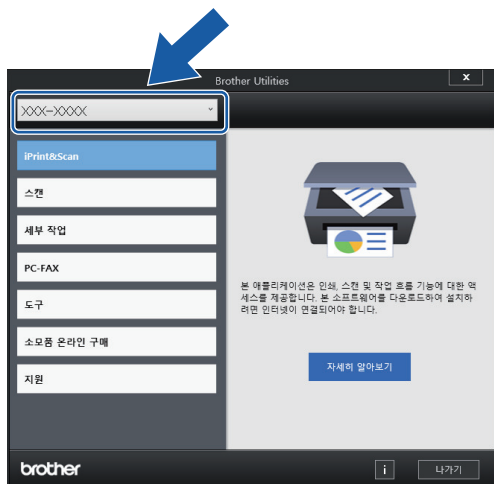 Brother Utilities
x
XXX-XXXX
iPrint&Scan
스캔
세부 작업
PC-FAX
도구
소모품 온라인 구매
지원
본 애플리케이션은 인쇄, 스캔 및 작업 흐름 기능에 대한 액
세스를 제공합니다. 본 소프트웨어를 다운로드하여 설치하
려면 인터넷이 연결되어야 합니다.
자세히 알아보기
brother
i
나가기